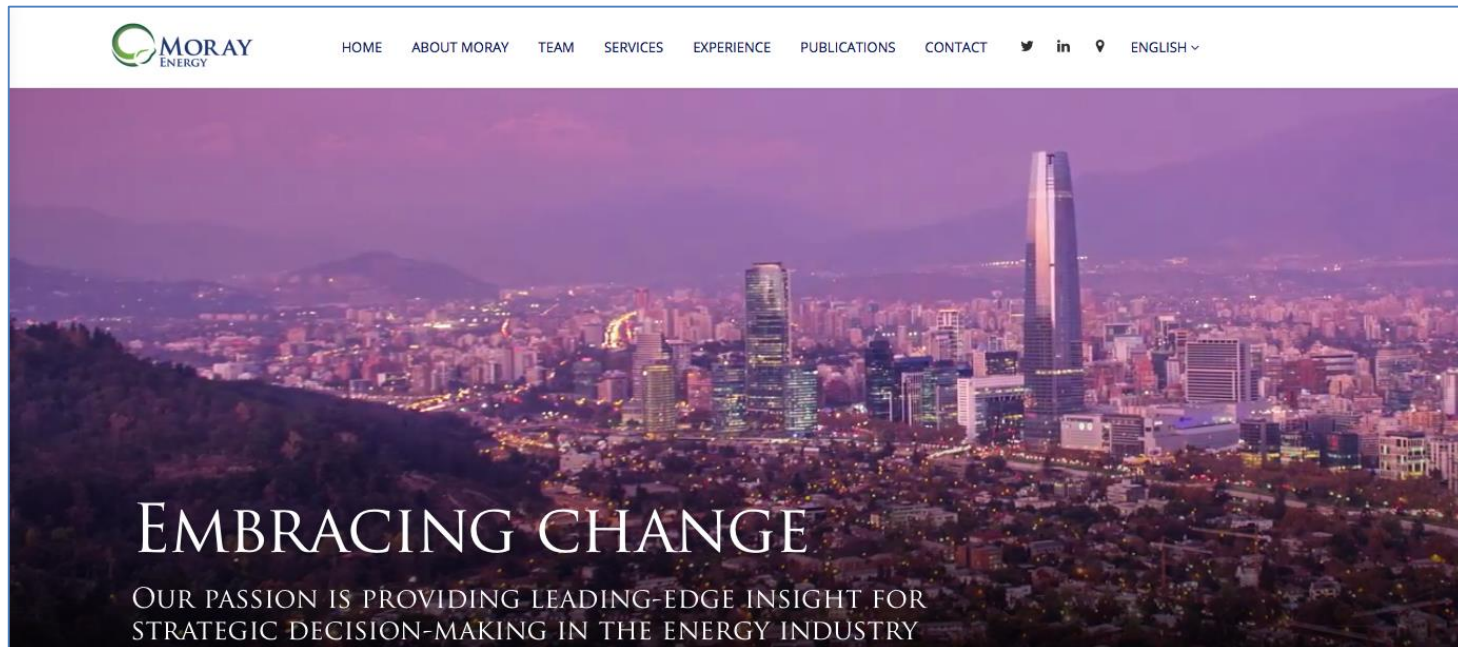 MORAY
ENERGY
HOME ABOUT MORAY TEAM SERVICES EXPERIENCE PUBLICATIONS CONTACT in ENGLISH
EMBRACING CHANGE
OUR PASSION IS PROVIDING LEADING-EDGE INSIGHT FOR
STRATEGIC DECISION-MAKING IN THE ENERGY INDUSTRY